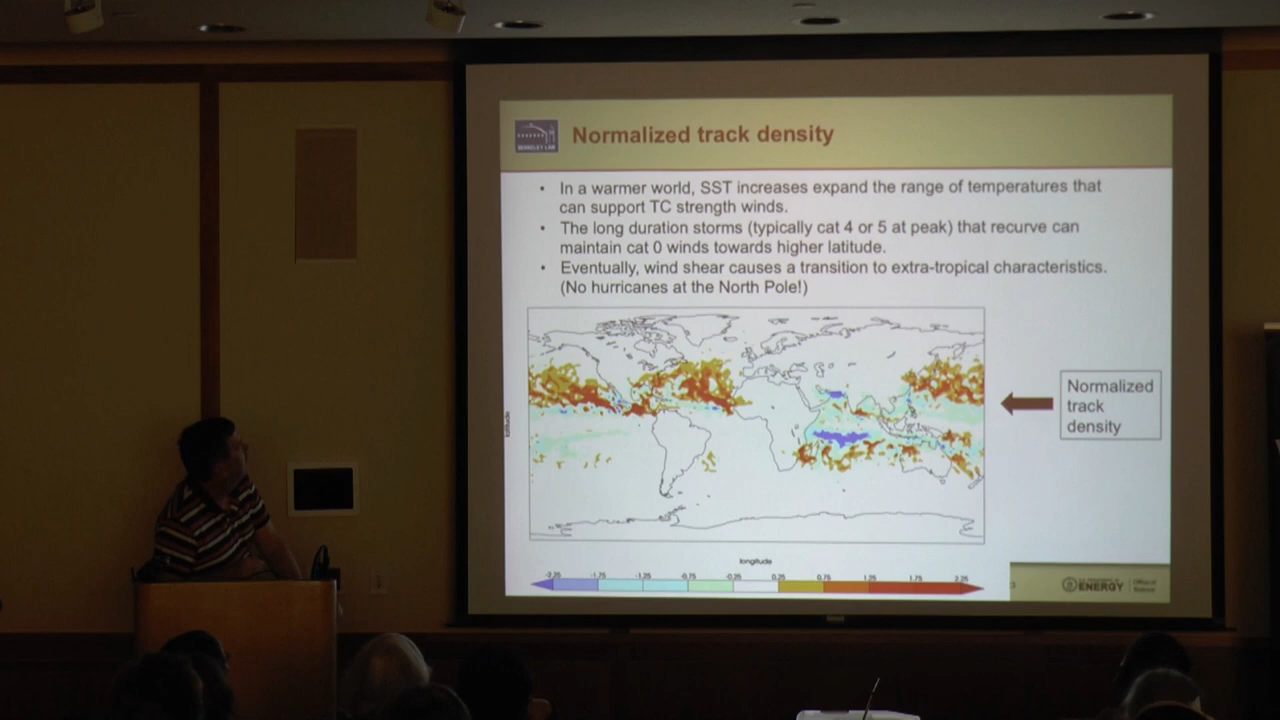 BERKELEY LAB
Normalized track density
• In a warmer world, SST increases expand the range of temperatures that
can support TC strength winds.
• The long duration storms (typically cat 4 or 5 at peak) that recurve can
maintain cat 0 winds towards higher latitude.
• Eventually, wind shear causes a transition to extra-tropical characteristics.
(No hurricanes at the North Pole!)
Normalized
track
density
latitude
longitude
-2.25 -1.75 -1.25 -0.75 -0.25 0.25 0.75 1.25 1.75 2.25
ENERGY
Office of
Science